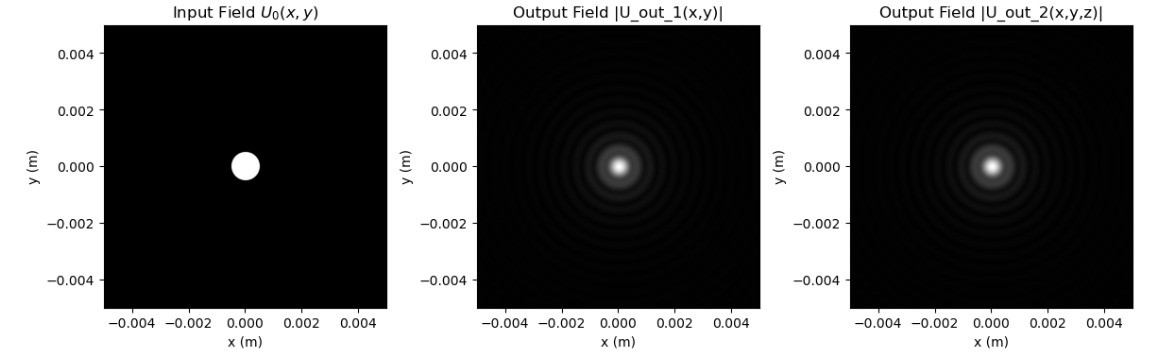 Input Field U₀(x, y)
Output Field |U_out_1(x,y)|
Output Field |U_out_2(x,y,z)|
0.004
0.002
0.000
−0.002
−0.004
y (m)
−0.004 −0.002 0.000 0.002 0.004
x (m)
0.004
0.002
0.000
−0.002
−0.004
y (m)
−0.004 −0.002 0.000 0.002 0.004
x (m)
0.004
0.002
0.000
−0.002
−0.004
y (m)
−0.004 −0.002 0.000 0.002 0.004
x (m)